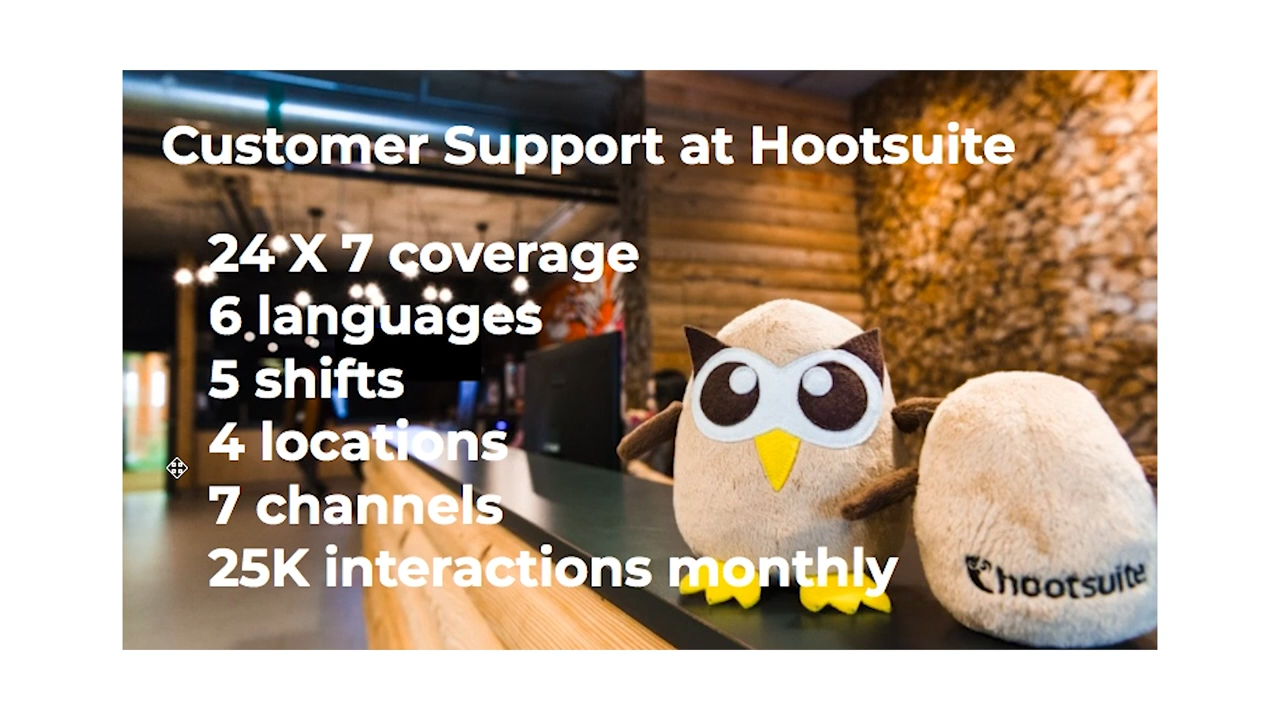 Customer Support at Hootsuite
24 X 7 coverage
6 languages
5 shifts
4 locations
7 channels
25K interactions monthly
hootsuite